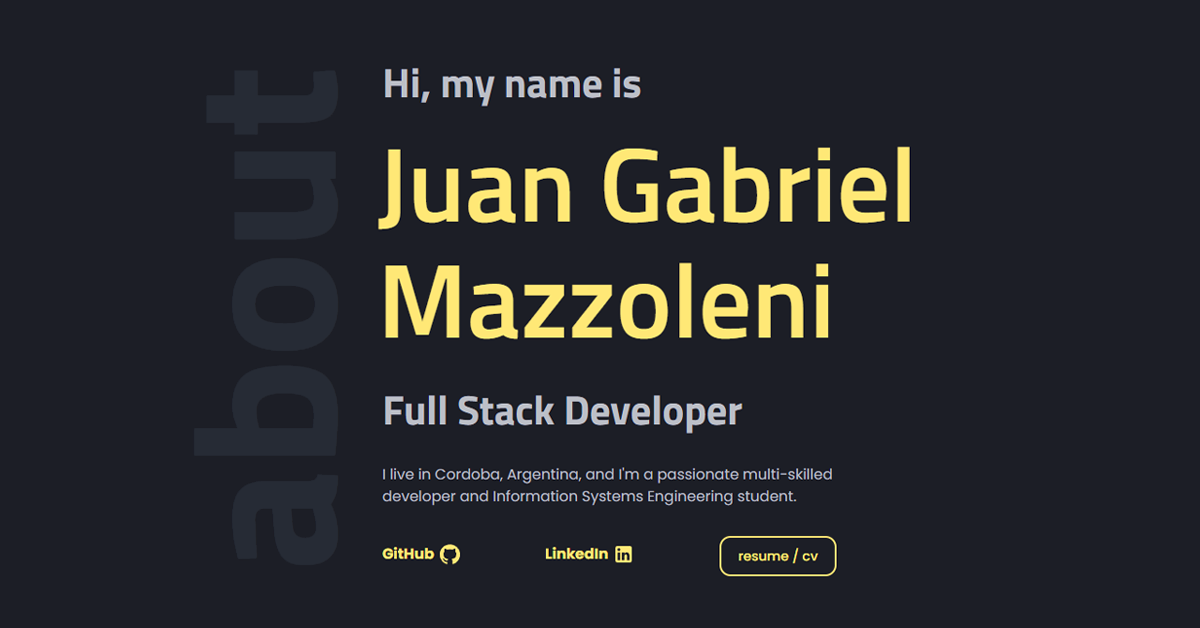 about
Hi, my name is
Juan Gabriel
Mazzoleni
Full Stack Developer
I live in Cordoba, Argentina, and I'm a passionate multi-skilled
developer and Information Systems Engineering student.
GitHub LinkedIn resume / cv